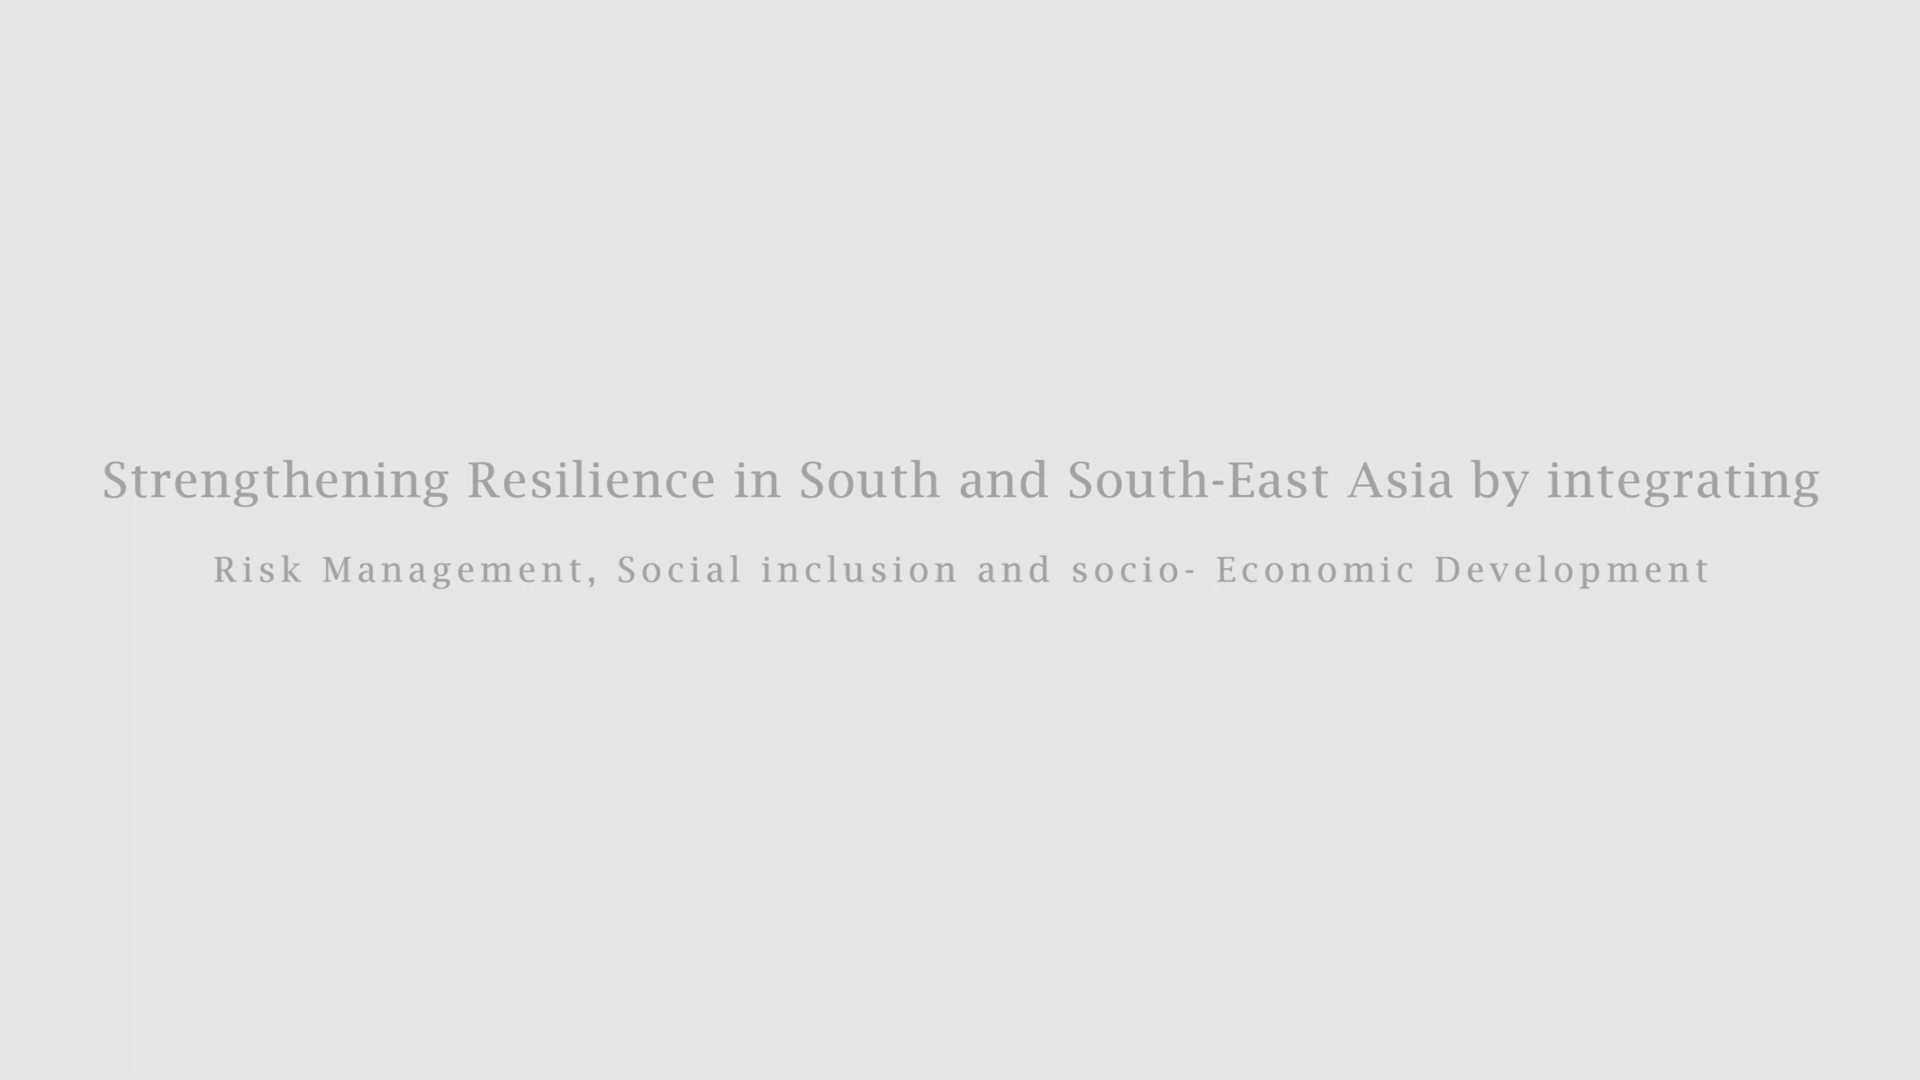 Strengthening Resilience in South and South-East Asia by integrating
Risk Management, Social inclusion and socio- Economic Development